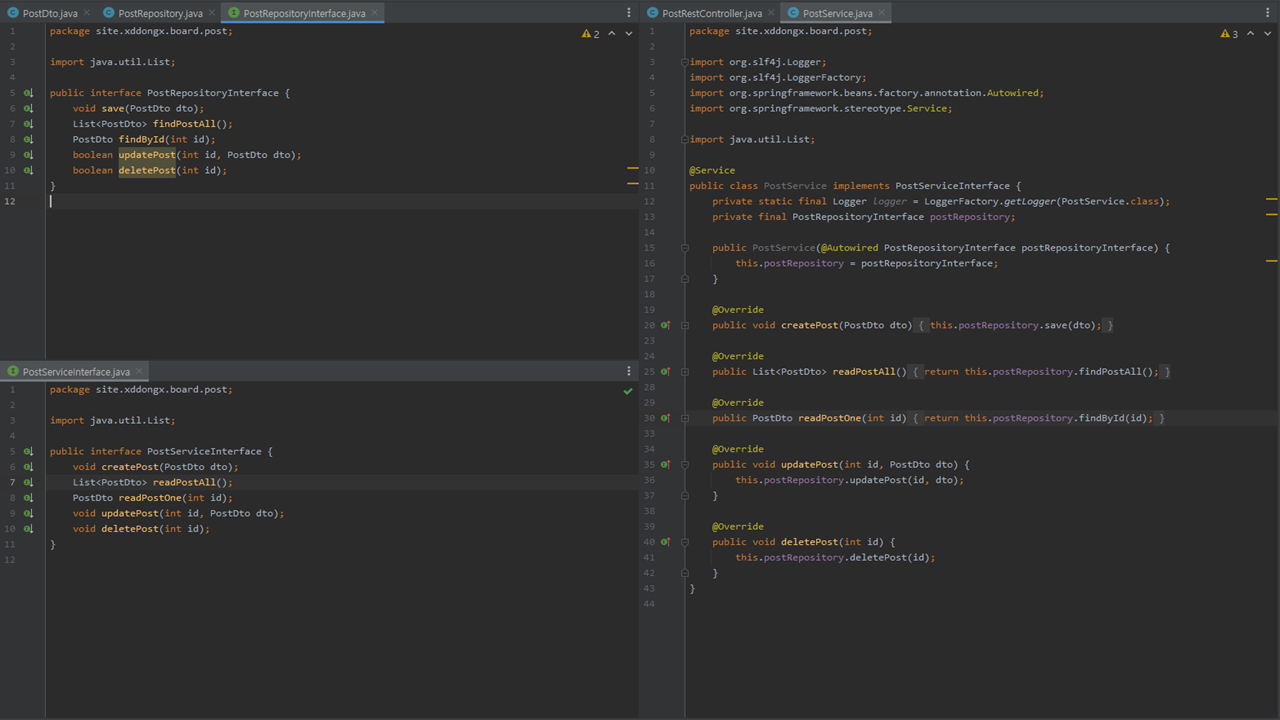 PostDto.java PostRepository.java PostRepositoryInterface.java
2
1 package site.xddongx.board.post;
2
3 import java.util.List;
4
5 public interface PostRepositoryInterface {
6 void save(PostDto dto);
7 List<PostDto> findPostAll();
8 PostDto findById(int id);
9 boolean updatePost(int id, PostDto dto);
10 boolean deletePost(int id);
11 }
12
PostServiceInterface.java
1 package site.xddongx.board.post;
2
3 import java.util.List;
4
5 public interface PostServiceInterface {
6 void createPost(PostDto dto);
7 List<PostDto> readPostAll();
8 PostDto readPostOne(int id);
9 void updatePost(int id, PostDto dto);
10 void deletePost(int id);
11 }
12
PostRestController.java PostService.java
3
1 package site.xddongx.board.post;
2
3 import org.slf4j.Logger;
4 import org.slf4j.LoggerFactory;
5 import org.springframework.beans.factory.annotation.Autowired;
6 import org.springframework.stereotype.Service;
7
8 import java.util.List;
9
10 @Service
11 public class PostService implements PostServiceInterface {
12 private static final Logger logger = LoggerFactory.getLogger(PostService.class);
13 private final PostRepositoryInterface postRepository;
14
15 public PostService(@Autowired PostRepositoryInterface postRepositoryInterface) {
16 this.postRepository = postRepositoryInterface;
17 }
18
19 @Override
20 public void createPost(PostDto dto) { this.postRepository.save(dto); }
23
24 @Override
25 public List<PostDto> readPostAll() { return this.postRepository.findPostAll(); }
28
29 @Override
30 public PostDto readPostOne(int id) { return this.postRepository.findById(id); }
33
34 @Override
35 public void updatePost(int id, PostDto dto) {
36 this.postRepository.updatePost(id, dto);
37 }
38
39 @Override
40 public void deletePost(int id) {
41 this.postRepository.deletePost(id);
42 }
43 }
44